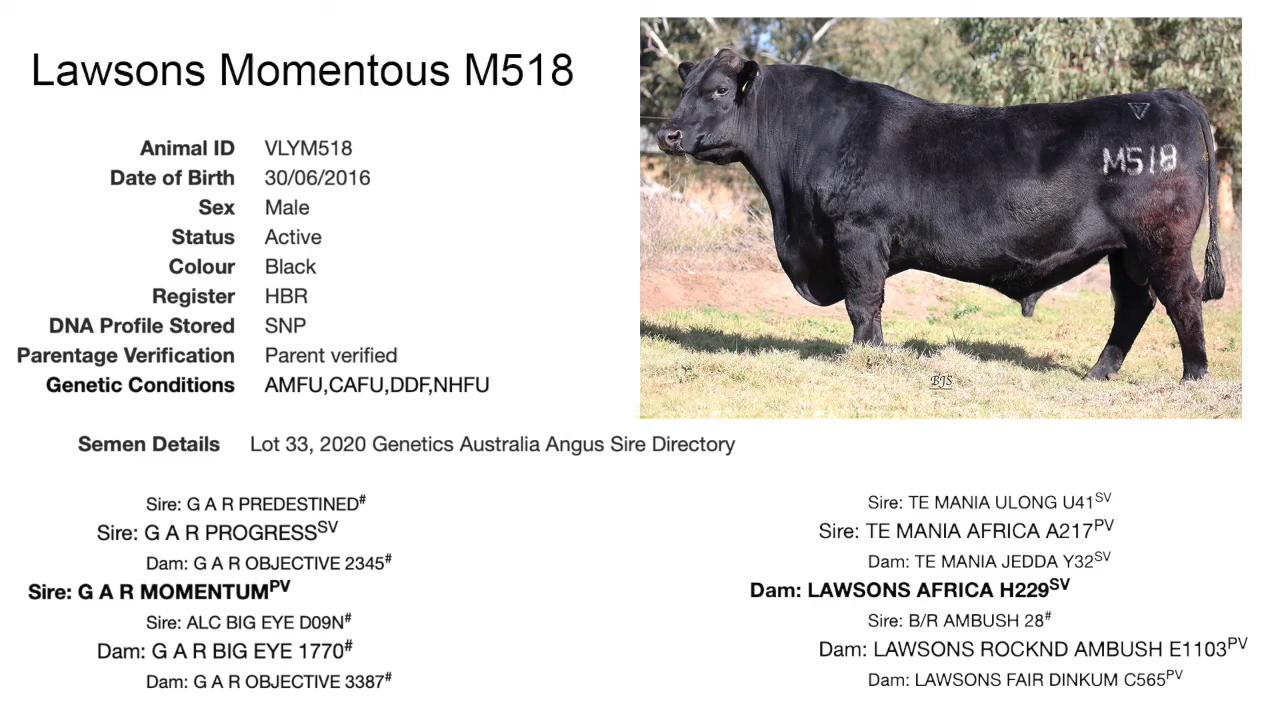 Lawsons Momentous M518
Animal ID VLYM518
Date of Birth 30/06/2016
Sex Male
Status Active
Colour Black
Register HBR
DNA Profile Stored SNP
Parentage Verification Parent verified
Genetic Conditions AMFU,CAFU,DDF,NHFU
M518
BJS
Semen Details Lot 33, 2020 Genetics Australia Angus Sire Directory
Sire: G A R PREDESTINED#
Sire: G A R PROGRESSSV
Dam: G A R OBJECTIVE 2345#
Sire: G A R MOMENTUMPV
Sire: ALC BIG EYE D09N#
Dam: G A R BIG EYE 1770#
Dam: G A R OBJECTIVE 3387#
Sire: TE MANIA ULONG U41SV
Sire: TE MANIA AFRICA A217PV
Dam: TE MANIA JEDDA Y32SV
Dam: LAWSONS AFRICA H229SV
Sire: B/R AMBUSH 28#
Dam: LAWSONS ROCKND AMBUSH E1103PV
Dam: LAWSONS FAIR DINKUM C565PV